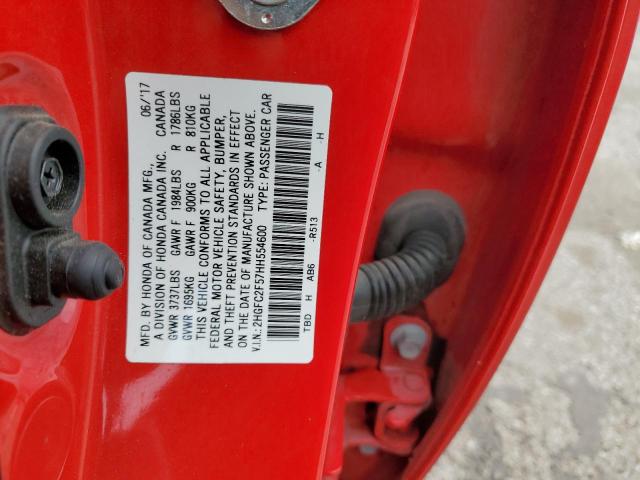 MFD. BY HONDA OF CANADA MFG., 06/'17
A DIVISION OF HONDA CANADA INC. CANADA
GVWR 3737LBS GAWR F 1984LBS R 1786LBS
GVWR 1695KG GAWR F 900KG R 810KG
THIS VEHICLE CONFORMS TO ALL APPLICABLE
FEDERAL MOTOR VEHICLE SAFETY, BUMPER,
AND THEFT PREVENTION STANDARDS IN EFFECT
ON THE DATE OF MANUFACTURE SHOWN ABOVE.
V.I.N.: 2HGFC2F57HH554600 TYPE: PASSENGER CAR
TBD H AB6 -R513 -A -H